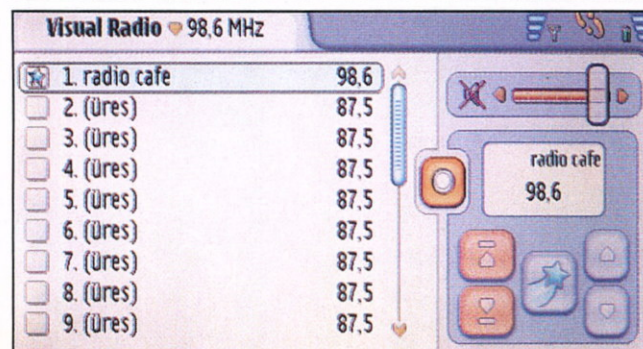 Visual Radio 98,6 MHz
1. radio cafe 98,6
2. (üres) 87,5
3. (üres) 87,5
4. (üres) 87,5
5. (üres) 87,5
6. (üres) 87,5
7. (üres) 87,5
8. (üres) 87,5
9. (üres) 87,5
radio cafe
98,6